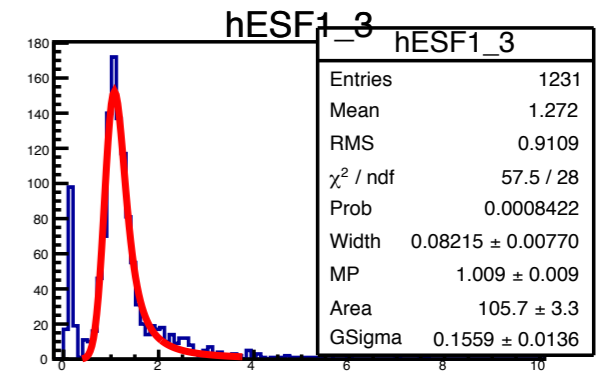 hESF1_3
hESF1_3
Entries 1231
Mean 1.272
RMS 0.9109
χ² / ndf 57.5 / 28
Prob 0.0008422
Width 0.08215 ± 0.00770
MP 1.009 ± 0.009
Area 105.7 ± 3.3
GSigma 0.1559 ± 0.0136
180
160
140
120
100
80
60
40
20
0
0 2 4 6 8 10